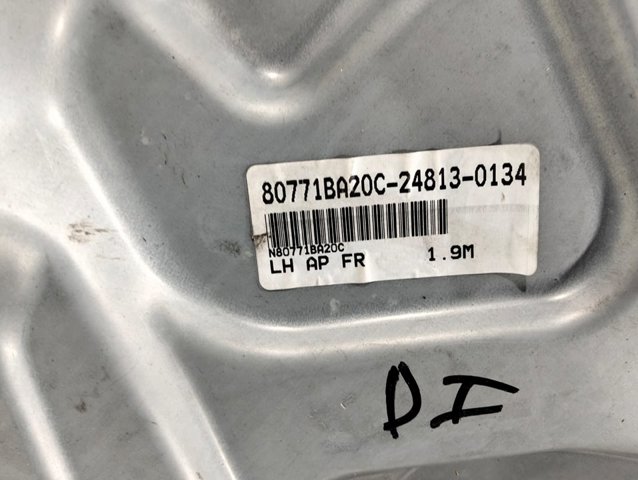 80771BA20C-24813-0134
N80771BA20C
LH AP FR 1.9M
DI